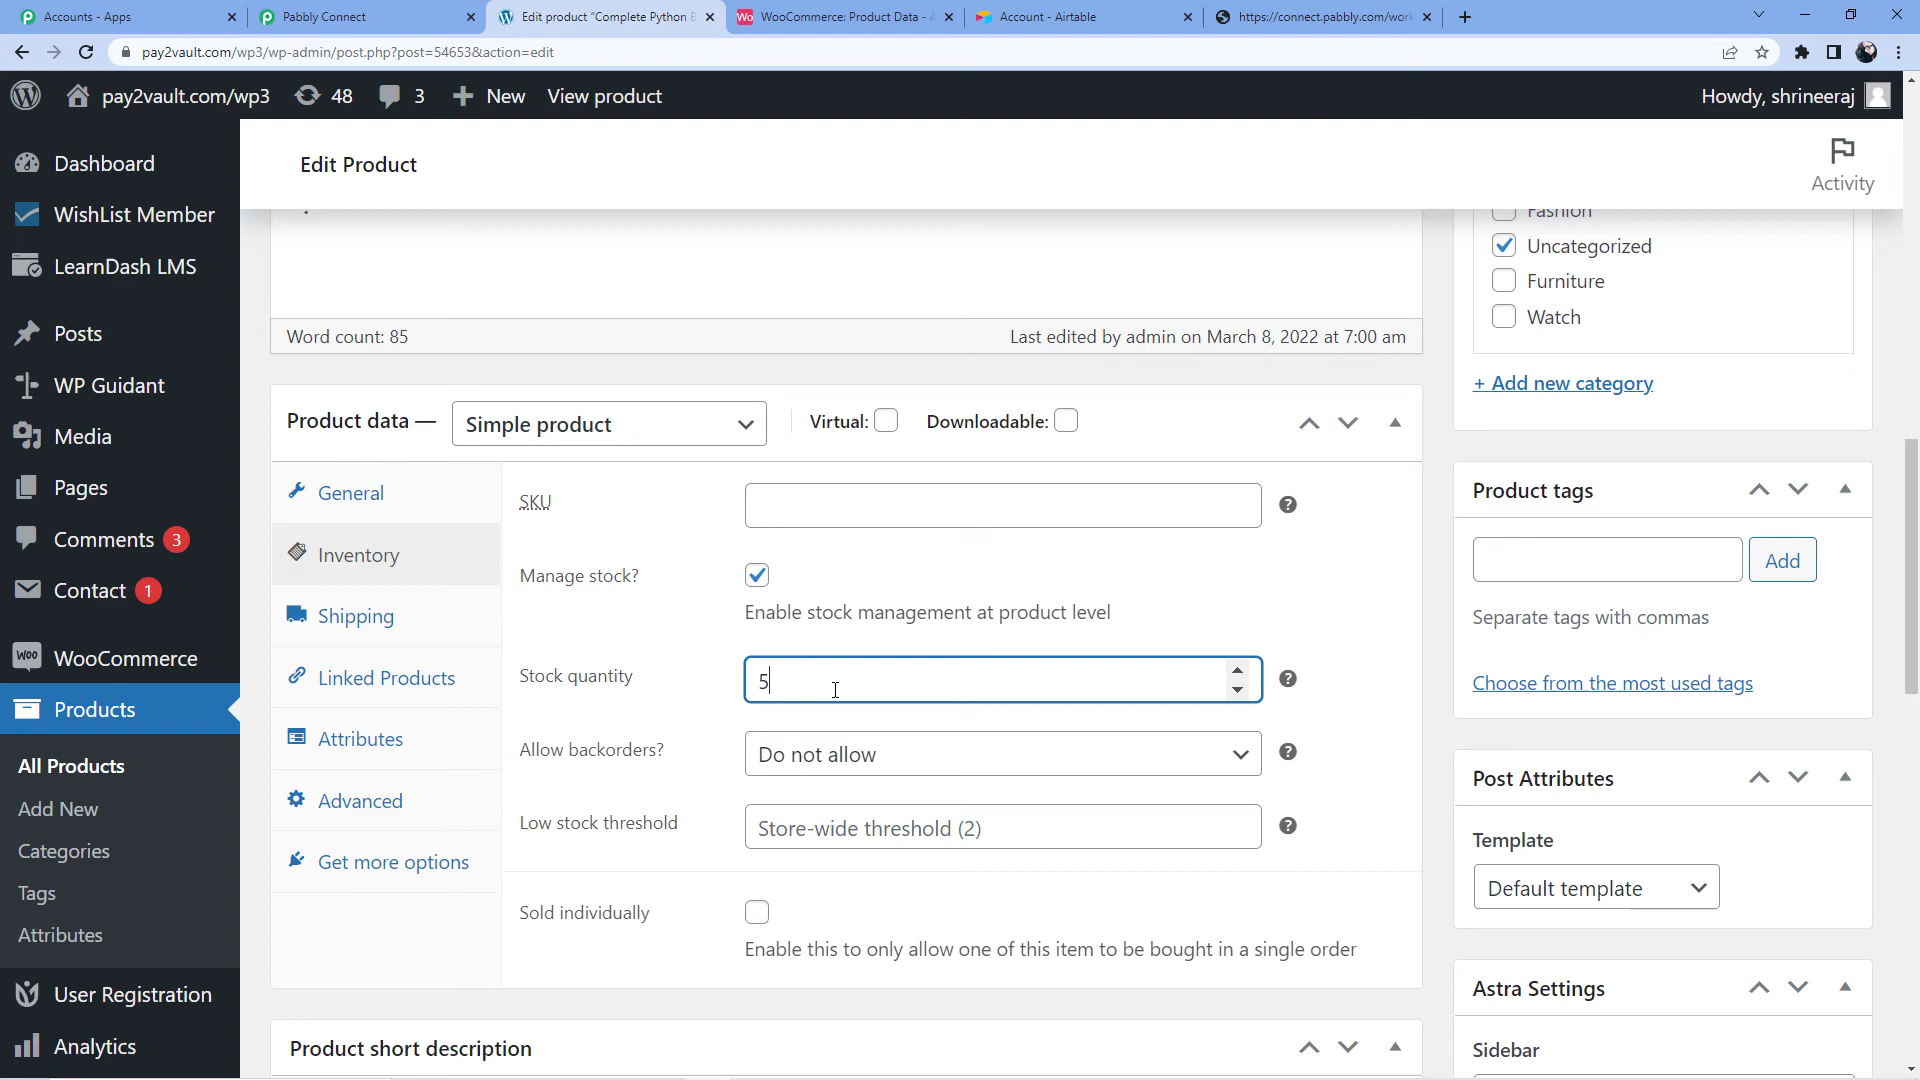 Accounts - Apps
Pabbly Connect
Edit product "Complete Python B
Wo WooCommerce: Product Data - A
Account - Airtable
https://connect.pabbly.com/work
pay2vault.com/wp3/wp-admin/post.php?post=54653&action=edit
pay2vault.com/wp3 48 3 New View product
Howdy, shrineeraj
Dashboard
WishList Member
LearnDash LMS
Posts
WP Guidant
Media
Pages
Comments 3
Contact 1
Woo WooCommerce
Products
All Products
Add New
Categories
Tags
Attributes
User Registration
Analytics
Edit Product
Activity
Word count: 85
Last edited by admin on March 8, 2022 at 7:00 am
Product data —
Simple product
Virtual:
Downloadable:
General
Inventory
Shipping
Linked Products
Attributes
Advanced
Get more options
SKU
Manage stock?
Enable stock management at product level
Stock quantity
5
Allow backorders?
Do not allow
Low stock threshold
Store-wide threshold (2)
Sold individually
Enable this to only allow one of this item to be bought in a single order
Product short description
Fashion
Uncategorized
Furniture
Watch
+ Add new category
Product tags
Add
Separate tags with commas
Choose from the most used tags
Post Attributes
Template
Default template
Astra Settings
Sidebar